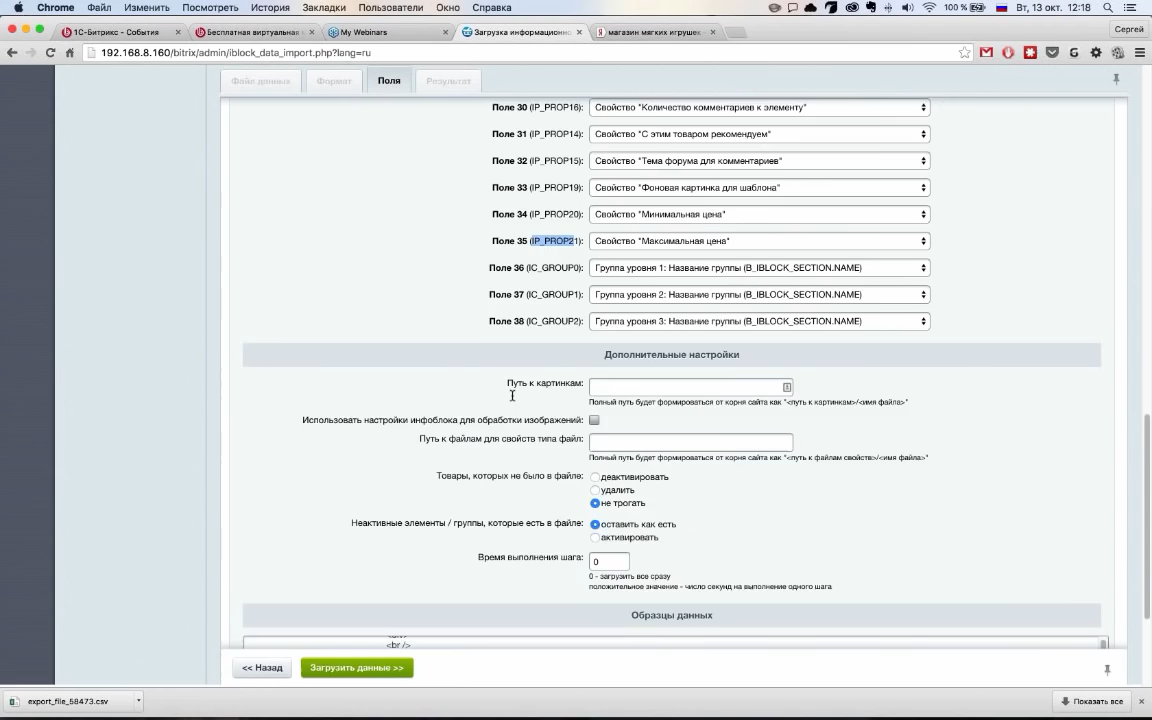 Chrome Файл Изменить Посмотреть История Закладки Пользователи Окно Справка 100 % Вт, 13 окт. 12:18
1С-Битрикс - События × Бесплатная виртуальная × My Webinars × Загрузка информационно × магазин мягких игрушек × Сергей
192.168.8.160/bitrix/admin/iblock_data_import.php?lang=ru
Файл данных Формат Поля Результат
Поле 30 (IP_PROP16): Свойство "Количество комментариев к элементу"
Поле 31 (IP_PROP14): Свойство "С этим товаром рекомендуем"
Поле 32 (IP_PROP15): Свойство "Тема форума для комментариев"
Поле 33 (IP_PROP19): Свойство "Фоновая картинка для шаблона"
Поле 34 (IP_PROP20): Свойство "Минимальная цена"
Поле 35 (IP_PROP21): Свойство "Максимальная цена"
Поле 36 (IC_GROUP0): Группа уровня 1: Название группы (B_IBLOCK_SECTION.NAME)
Поле 37 (IC_GROUP1): Группа уровня 2: Название группы (B_IBLOCK_SECTION.NAME)
Поле 38 (IC_GROUP2): Группа уровня 3: Название группы (B_IBLOCK_SECTION.NAME)
Дополнительные настройки
Путь к картинкам:
Полный путь будет формироваться от корня сайта как "<путь к картинкам>/<имя файла>"
Использовать настройки инфоблока для обработки изображений:
Путь к файлам для свойств типа файл:
Полный путь будет формироваться от корня сайта как "<путь к файлам свойств>/<имя файла>"
Товары, которых не было в файле: деактивировать
удалить
не трогать
Неактивные элементы / группы, которые есть в файле: оставить как есть
активировать
Время выполнения шага: 0
0 - загрузить все сразу
положительное значение - число секунд на выполнение одного шага
Образцы данных
<br />
<< Назад Загрузить данные >>
export_file_58473.csv Показать все ×